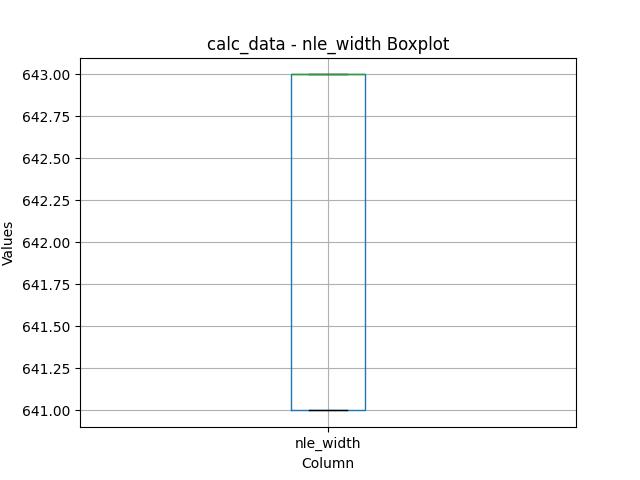 calc_data - nle_width Boxplot
643.00
642.75
642.50
642.25
642.00
641.75
641.50
641.25
641.00
Values
nle_width
Column